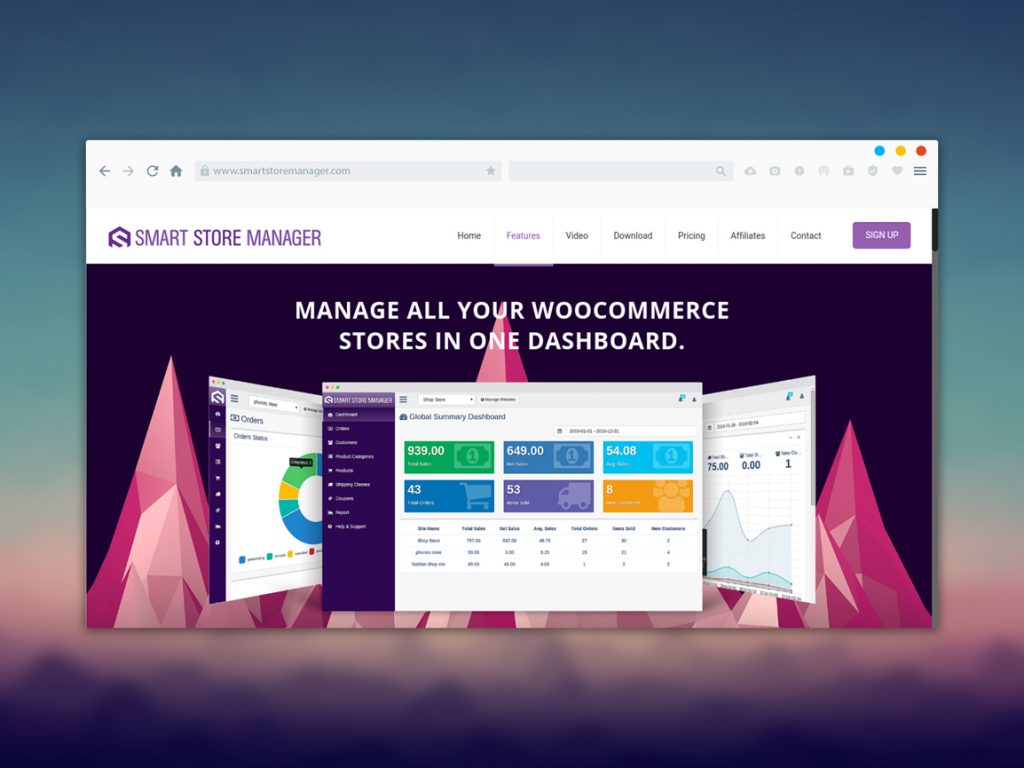 www.smartstoremanager.com
SMART STORE MANAGER
Home Features Video Download Pricing Affiliates Contact SIGN UP
MANAGE ALL YOUR WOOCOMMERCE
STORES IN ONE DASHBOARD.
phones store
Orders
Orders Status
SMART STORE MANAGER
Shop Store Manage Websites
Dashboard
Orders
Customers
Product Categories
Products
Shipping Classes
Coupons
Report
Help & Support
Global Summary Dashboard
2016-01-01 - 2016-12-31
939.00 649.00 54.08
Total Sales Net Sales Avg. Sales
43 53 8
Total Orders Items Sold New Customers
Site Name Total Sales Net Sales Avg. Sales Total Orders Items Sold New Customers
Shop Store 797.00 597.00 48.75 27 30 2
phones store 93.00 3.00 15 21 4
fashion shop site 49.00 49.00 1 2 2
75.00 0.00 1